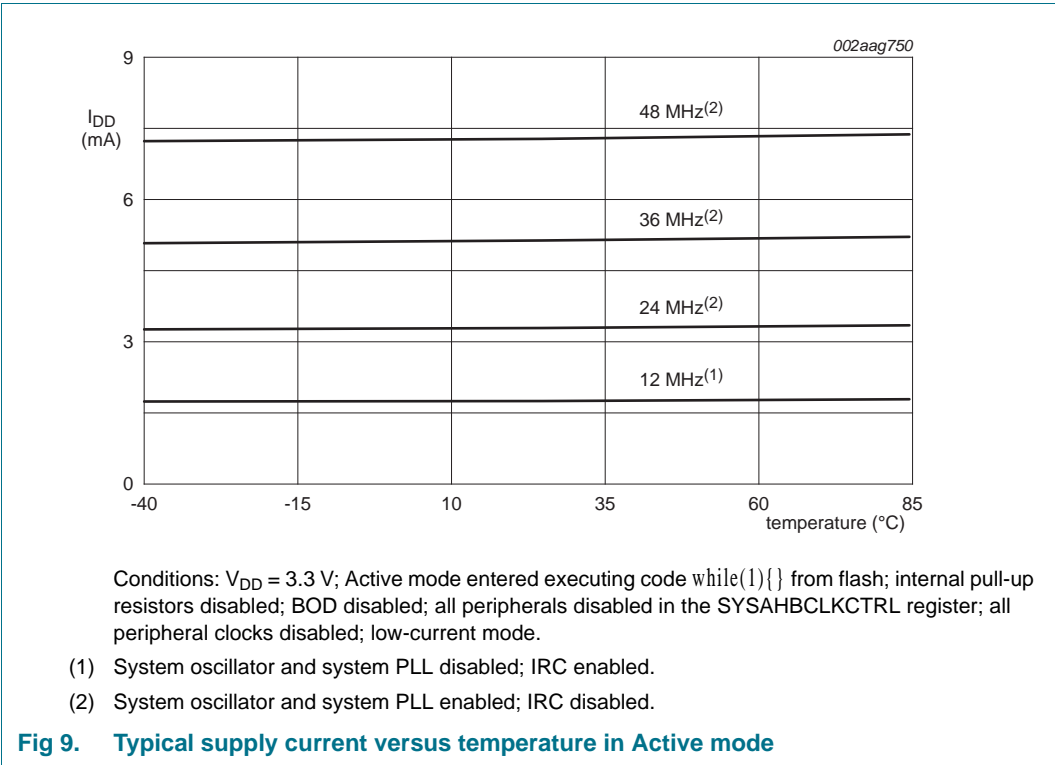 002aag750
9
IDD
(mA)
48 MHz(2)
6
36 MHz(2)
24 MHz(2)
3
12 MHz(1)
0
-40 -15 10 35 60 85
temperature (°C)
Conditions: VDD = 3.3 V; Active mode entered executing code while(1){} from flash; internal pull-up
resistors disabled; BOD disabled; all peripherals disabled in the SYSAHBCLKCTRL register; all
peripheral clocks disabled; low-current mode.
(1) System oscillator and system PLL disabled; IRC enabled.
(2) System oscillator and system PLL enabled; IRC disabled.
Fig 9. Typical supply current versus temperature in Active mode